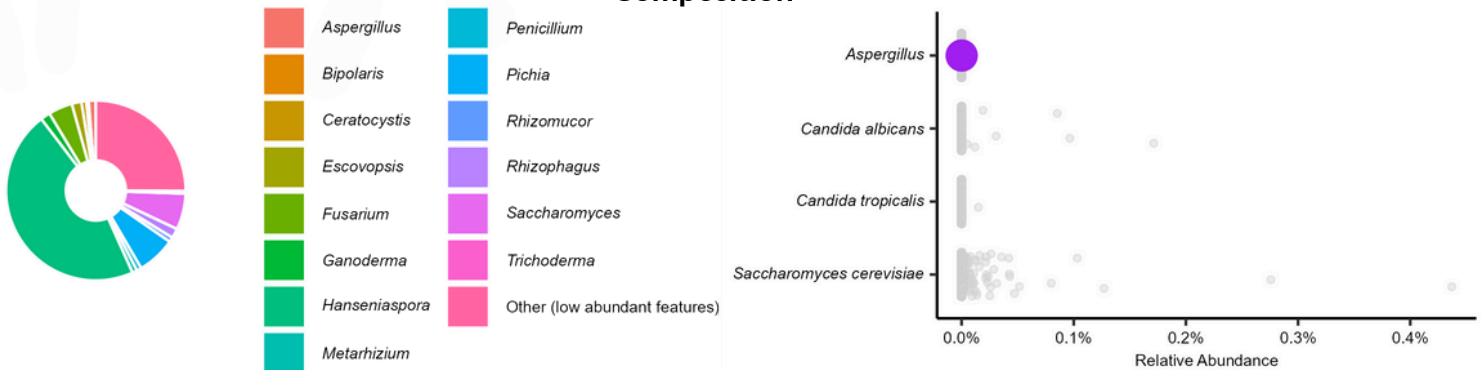 Composition
Aspergillus
Bipolaris
Ceratocystis
Escovopsis
Fusarium
Ganoderma
Hanseniaspora
Metarhizium
Penicillium
Pichia
Rhizomucor
Rhizophagus
Saccharomyces
Trichoderma
Other (low abundant features)
Aspergillus
Candida albicans
Candida tropicalis
Saccharomyces cerevisiae
0.0% 0.1% 0.2% 0.3% 0.4%
Relative Abundance